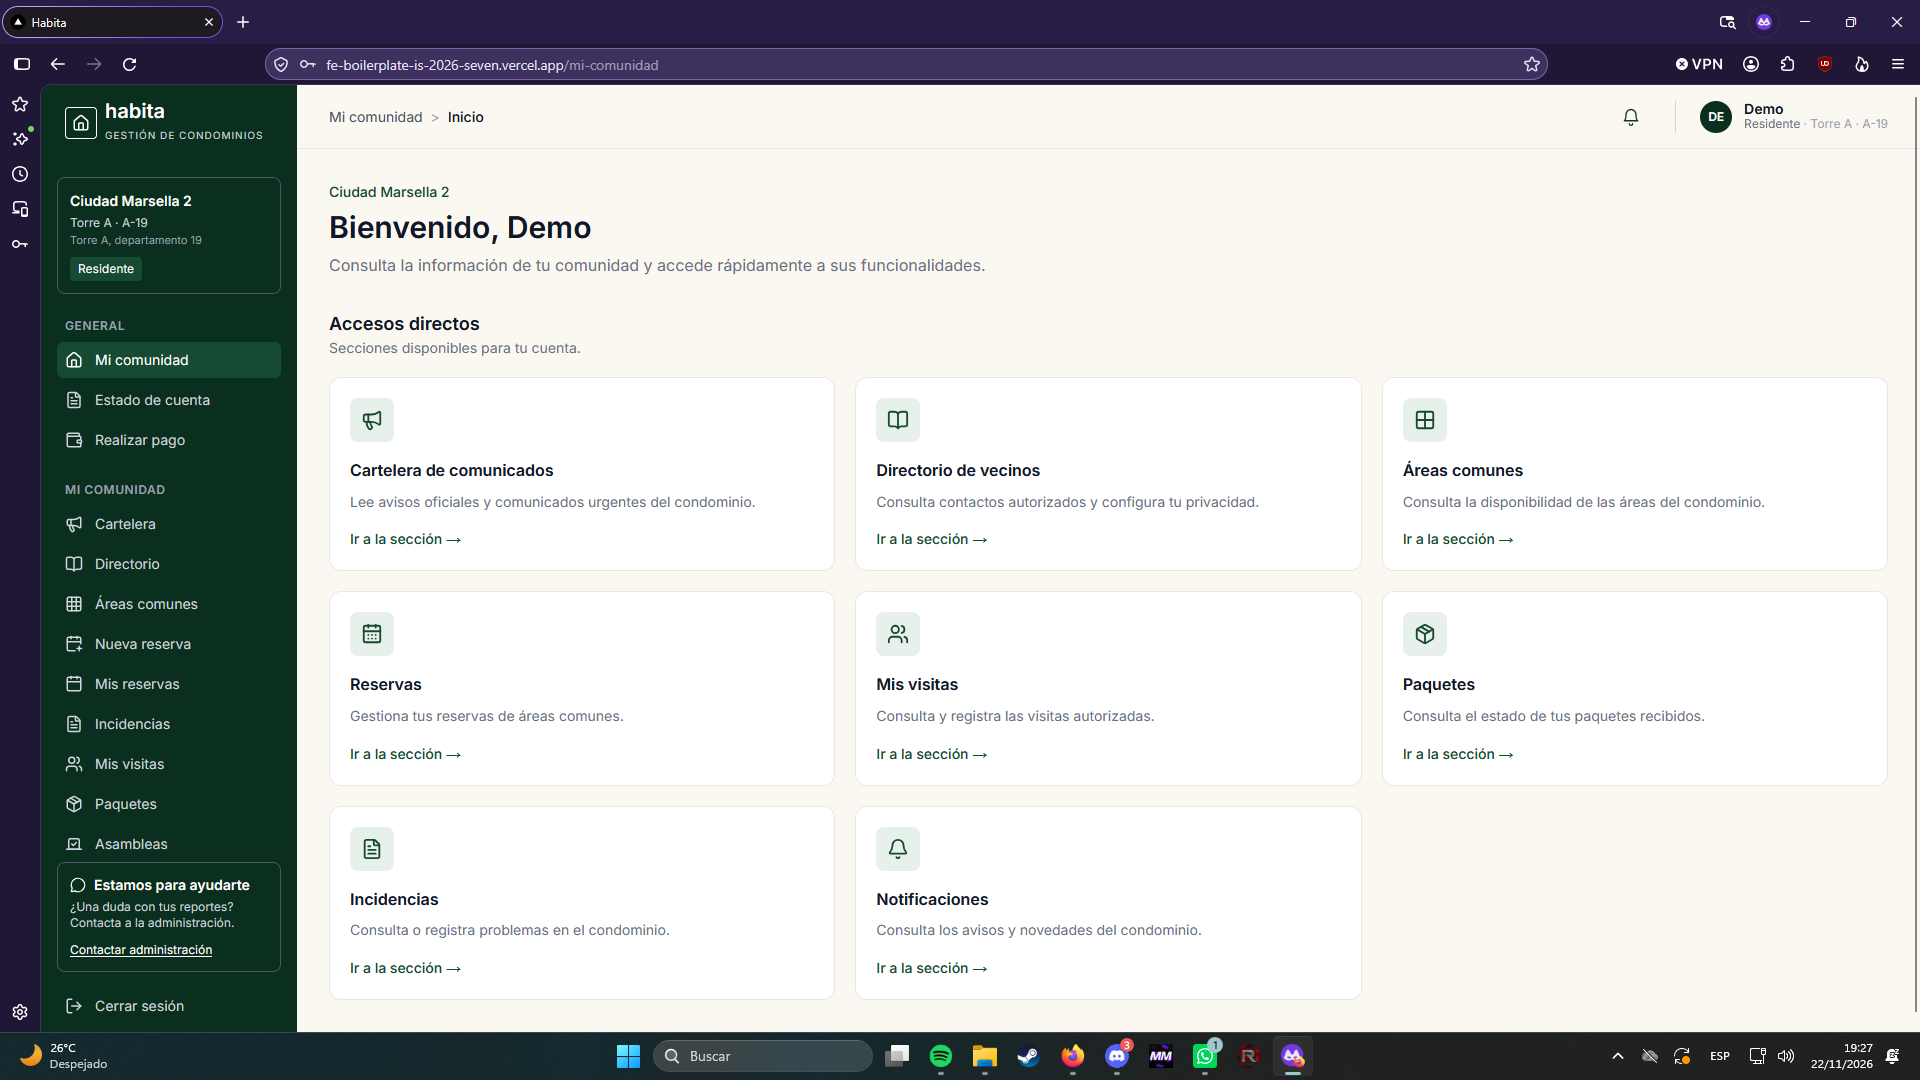 Habita
fe-boilerplate-is-2026-seven.vercel.app/mi-comunidad
VPN
habita
GESTIÓN DE CONDOMINIOS
Ciudad Marsella 2
Torre A · A-19
Torre A, departamento 19
Residente
GENERAL
Mi comunidad
Estado de cuenta
Realizar pago
MI COMUNIDAD
Cartelera
Directorio
Áreas comunes
Nueva reserva
Mis reservas
Incidencias
Mis visitas
Paquetes
Asambleas
Estamos para ayudarte
¿Una duda con tus reportes?
Contacta a la administración.
Contactar administración
Cerrar sesión
Mi comunidad > Inicio
DE
Demo
Residente · Torre A · A-19
Ciudad Marsella 2
Bienvenido, Demo
Consulta la información de tu comunidad y accede rápidamente a sus funcionalidades.
Accesos directos
Secciones disponibles para tu cuenta.
Cartelera de comunicados
Lee avisos oficiales y comunicados urgentes del condominio.
Ir a la sección →
Directorio de vecinos
Consulta contactos autorizados y configura tu privacidad.
Ir a la sección →
Áreas comunes
Consulta la disponibilidad de las áreas del condominio.
Ir a la sección →
Reservas
Gestiona tus reservas de áreas comunes.
Ir a la sección →
Mis visitas
Consulta y registra las visitas autorizadas.
Ir a la sección →
Paquetes
Consulta el estado de tus paquetes recibidos.
Ir a la sección →
Incidencias
Consulta o registra problemas en el condominio.
Ir a la sección →
Notificaciones
Consulta los avisos y novedades del condominio.
Ir a la sección →
26°C
Despejado
Buscar
3
MM
1
R
ESP
19:27
22/11/2026